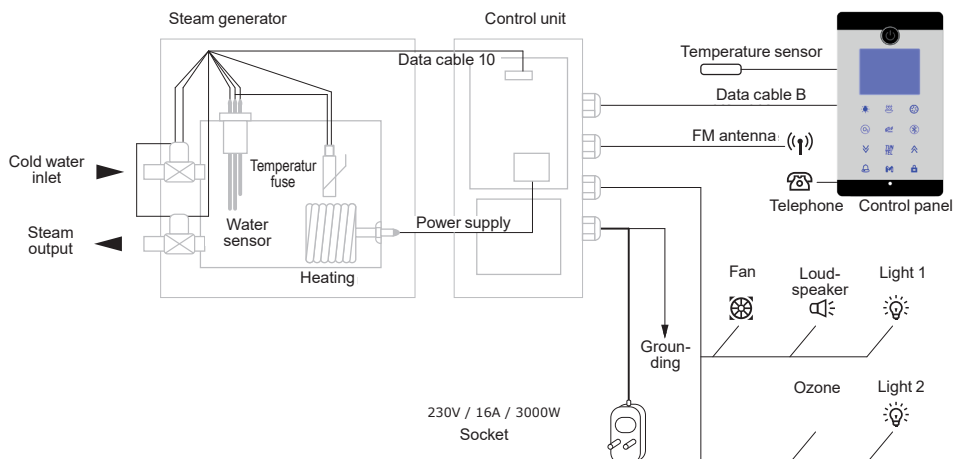 Steam generator
Control unit
Data cable 10
Temperature sensor
Data cable B
FM antenna
Cold water
inlet
Temperatur
fuse
Telephone
Control panel
Steam
output
Water
sensor
Power supply
Heating
Fan
Loud-
speaker
Light 1
Groun-
ding
Ozone
Light 2
230V / 16A / 3000W
Socket